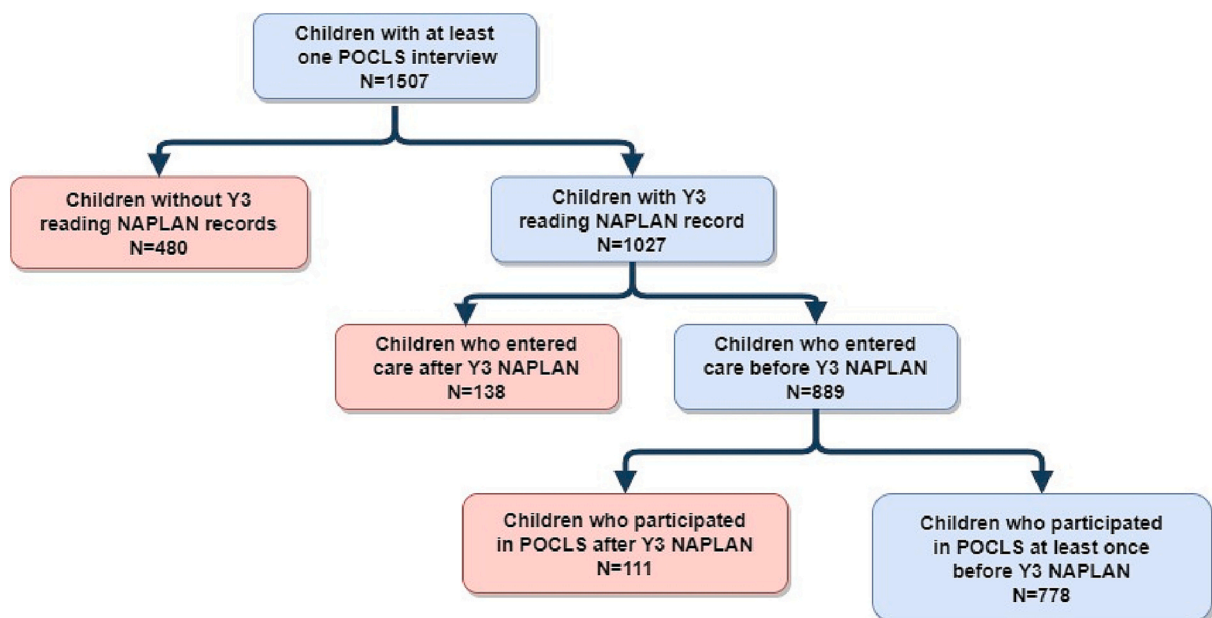 Children with at least
one POCLS interview
N=1507
Children without Y3
reading NAPLAN records
N=480
Children with Y3
reading NAPLAN record
N=1027
Children who entered
care after Y3 NAPLAN
N=138
Children who entered
care before Y3 NAPLAN
N=889
Children who participated
in POCLS after Y3 NAPLAN
N=111
Children who participated
in POCLS at least once
before Y3 NAPLAN
N=778